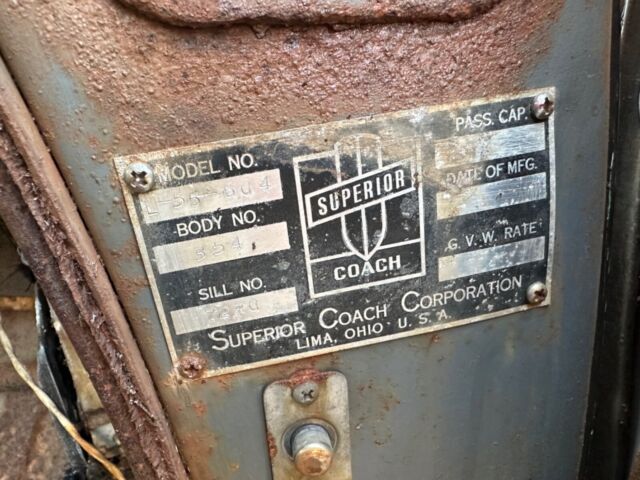 MODEL NO.
BODY NO.
354
SILL NO.
SUPERIOR
COACH
PASS. CAP.
DATE OF MFG.
G. V. W. RATE
SUPERIOR COACH CORPORATION
LIMA, OHIO U. S. A.